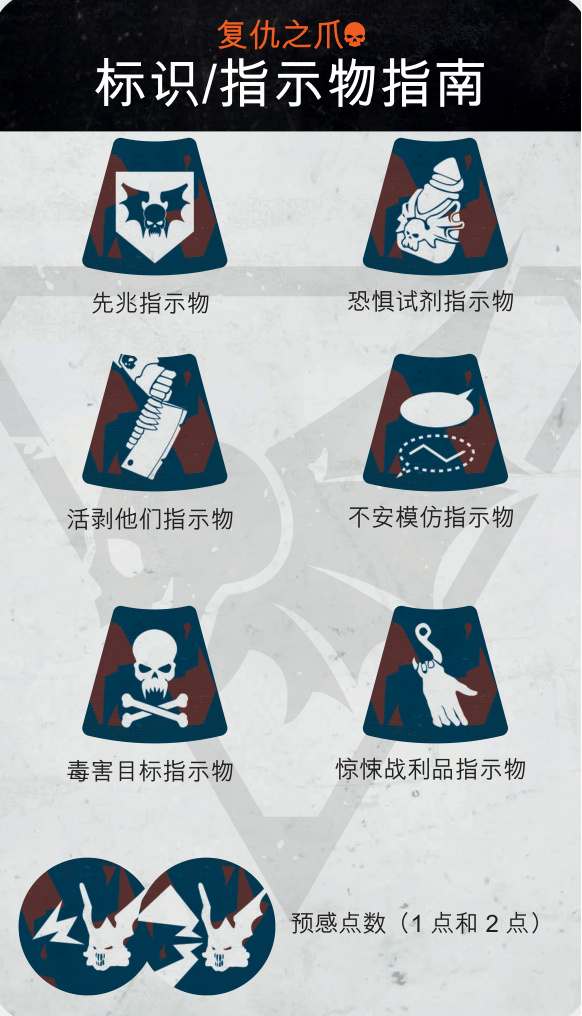 复仇之爪
标识/指示物指南
先兆指示物
恐惧试剂指示物
活剥他们指示物
不安模仿指示物
毒害目标指示物
惊悚战利品指示物
预感点数（1 点和 2 点）